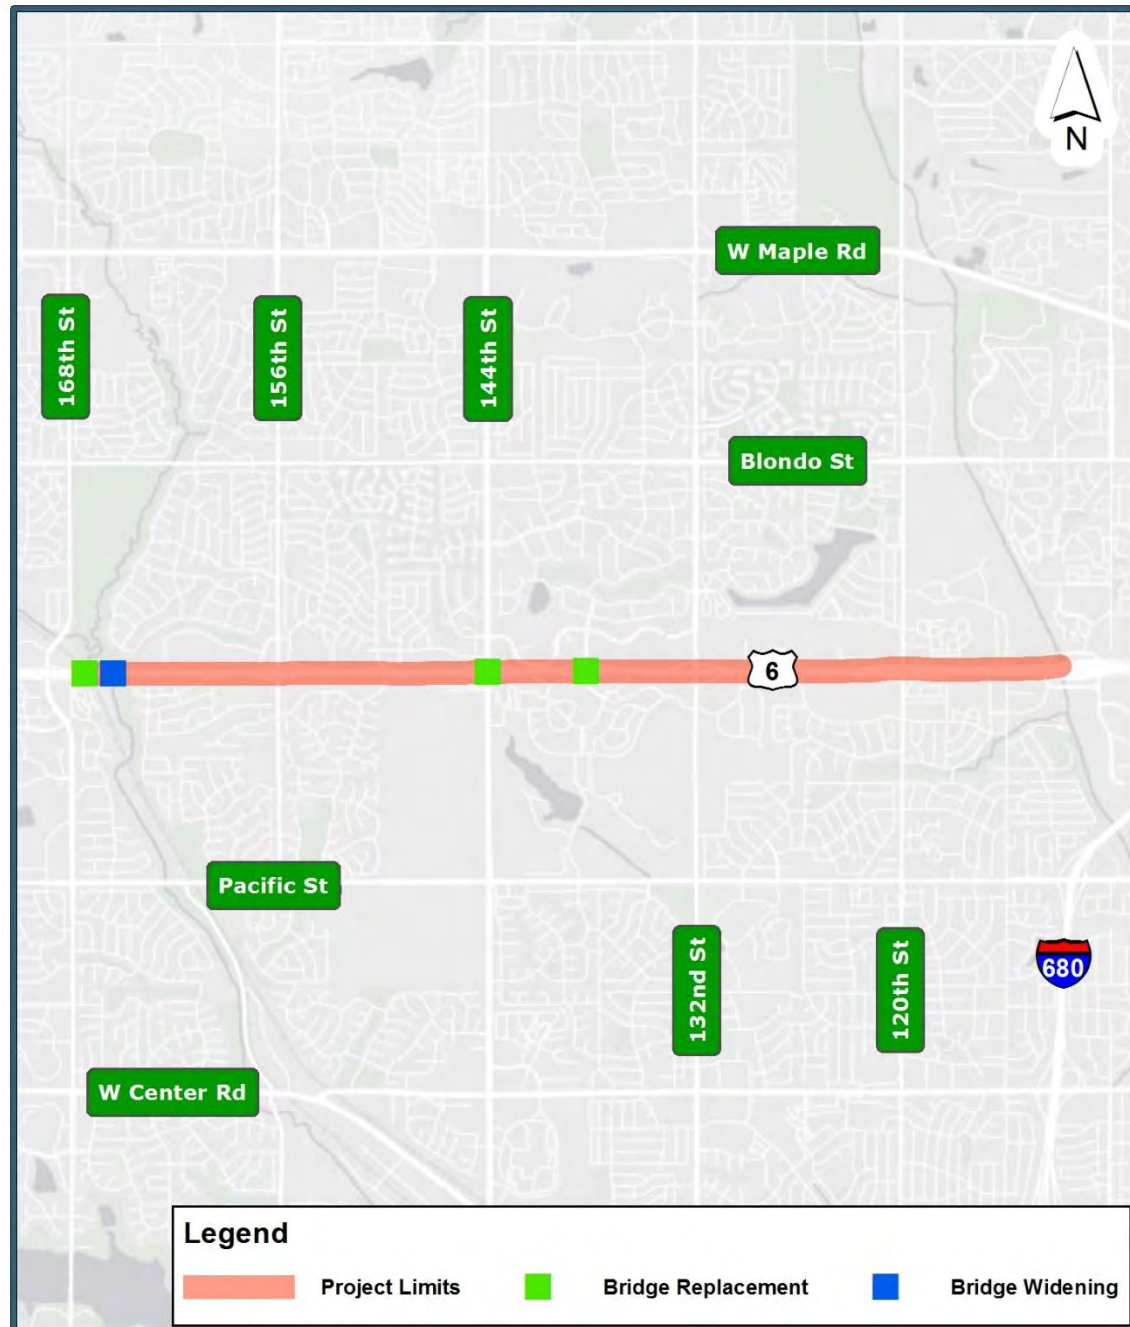 N
W Maple Rd
168th St
156th St
144th St
Blondo St
6
Pacific St
132nd St
120th St
680
W Center Rd
Legend
Project Limits
Bridge Replacement
Bridge Widening